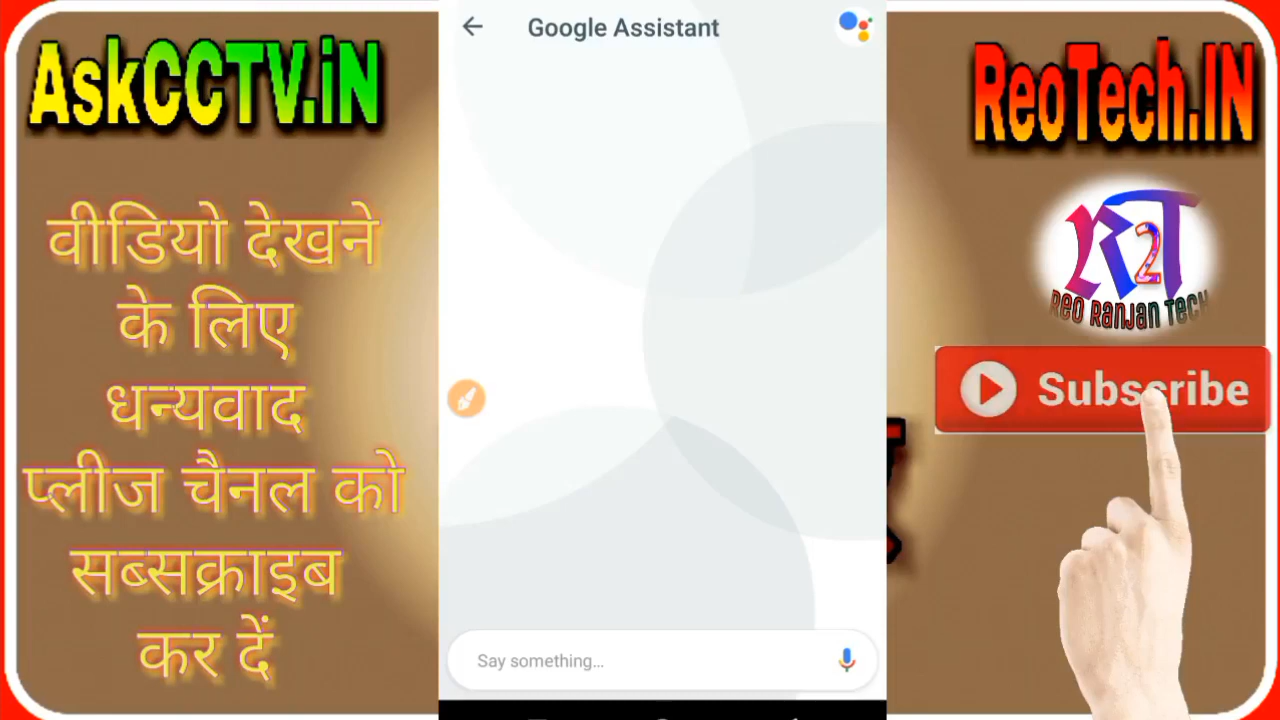 AskCCTV.iN
वीडियो देखने
के लिए
धन्यवाद
प्लीज चैनल को
सब्सक्राइब
कर दें
Google Assistant
Say something...
ReoTech.IN
R2T
REO RANJAN TECH
Subscribe